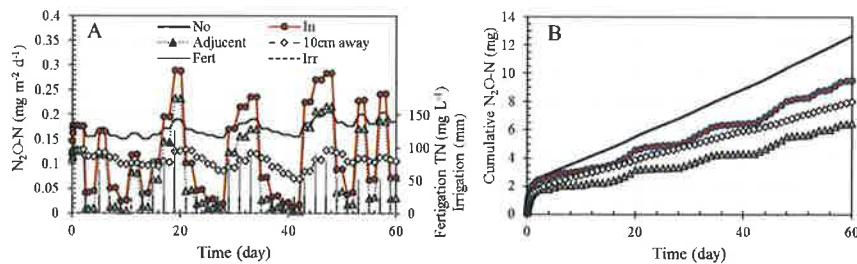 A
No
In
Adjucent
10cm away
Fert
Irr
N₂O-N (mg m⁻² d⁻¹)
0.4
0.35
0.3
0.25
0.2
0.15
0.1
0.05
0
0
20
40
60
Time (day)
150
100
50
0
Fertigation TN (mg L⁻¹)
Irrigation (mm)
B
Cumulative N₂O-N (mg)
14
12
10
8
6
4
2
0
0
20
40
60
Time (day)